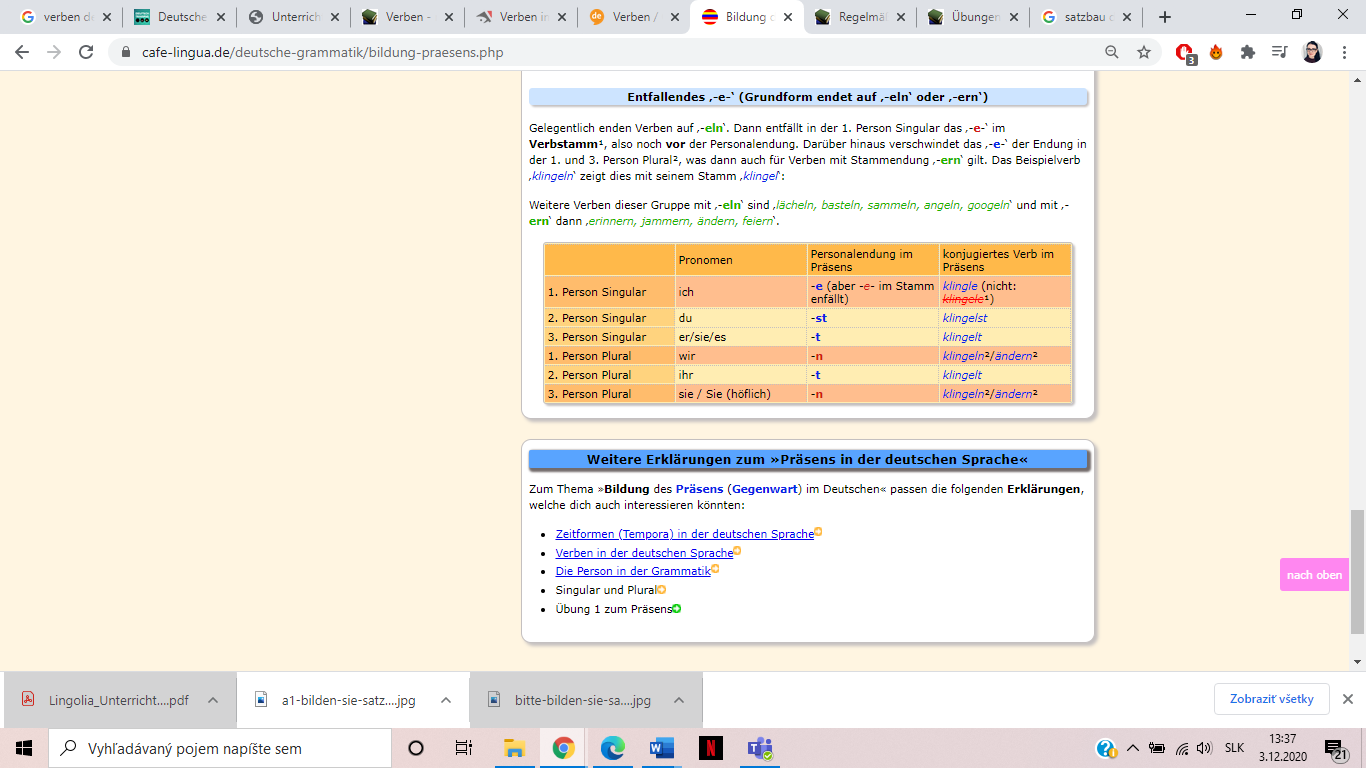 verben de
Deutsche
Unterrich
Verben -
Verben in
Verben /
Bildung d
Regelmäl
Übungen
satzbau d
cafe-lingua.de/deutsche-grammatik/bildung-praesens.php
3
Entfallendes ‚-e-‘ (Grundform endet auf ‚-eln‘ oder ‚-ern‘)
Gelegentlich enden Verben auf ‚-eln‘. Dann entfällt in der 1. Person Singular das ‚-e-‘ im
Verbstamm¹, also noch vor der Personalendung. Darüber hinaus verschwindet das ‚-e-‘ der Endung in
der 1. und 3. Person Plural², was dann auch für Verben mit Stammendung ‚-ern‘ gilt. Das Beispielverb
‚klingeln‘ zeigt dies mit seinem Stamm ‚klingel‘:
Weitere Verben dieser Gruppe mit ‚-eln‘ sind ‚lächeln, basteln, sammeln, angeln, googeln‘ und mit ‚-
ern‘ dann ‚erinnern, jammern, ändern, feiern‘.
Pronomen
Personalendung im
Präsens
konjugiertes Verb im
Präsens
1. Person Singular
ich
-e (aber -e- im Stamm
enfällt)
klingle (nicht:
klingele¹)
2. Person Singular
du
-st
klingelst
3. Person Singular
er/sie/es
-t
klingelt
1. Person Plural
wir
-n
klingeln²/ändern²
2. Person Plural
ihr
-t
klingelt
3. Person Plural
sie / Sie (höflich)
-n
klingeln²/ändern²
Weitere Erklärungen zum »Präsens in der deutschen Sprache«
Zum Thema »Bildung des Präsens (Gegenwart) im Deutschen« passen die folgenden Erklärungen,
welche dich auch interessieren könnten:
Zeitformen (Tempora) in der deutschen Sprache
Verben in der deutschen Sprache
Die Person in der Grammatik
Singular und Plural
Übung 1 zum Präsens
nach oben
Lingolia_Unterricht....pdf
a1-bilden-sie-satz....jpg
bitte-bilden-sie-sa....jpg
Zobraziť všetky
Vyhľadávaný pojem napíšte sem
SLK
13:37
3.12.2020
21